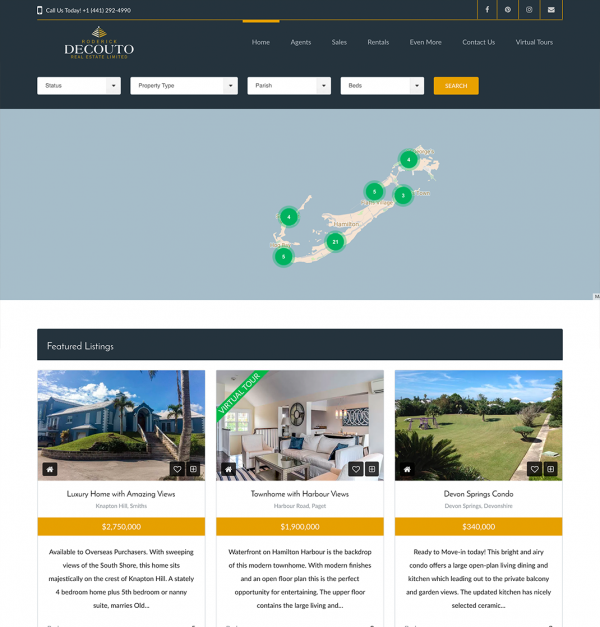 Call Us Today! +1 (441) 292-4990
RODERICK
DECOUTO
REAL ESTATE LIMITED
Home Agents Sales Rentals Even More Contact Us Virtual Tours
Status Property Type Parish Beds SEARCH
4
5
3
4
Hamilton
21
5
Featured Listings
VIRTUAL TOUR
Luxury Home with Amazing Views
Knapton Hill, Smiths
$2,750,000
Available to Overseas Purchasers. With sweeping
views of the South Shore, this home sits
majestically on the crest of Knapton Hill. A stately
4 bedroom home plus 5th bedroom or nanny
suite, marries Old...
Townhome with Harbour Views
Harbour Road, Paget
$1,900,000
Waterfront on Hamilton Harbour is the backdrop
of this modern townhome. With modern finishes
and an open floor plan this is the perfect
opportunity for entertaining. The upper floor
contains the large living and...
Devon Springs Condo
Devon Springs, Devonshire
$340,000
Ready to Move-in today! This bright and airy
condo offers a large open-plan living dining and
kitchen which leading out to the private balcony
and garden views. The updated kitchen has nicely
selected ceramic...